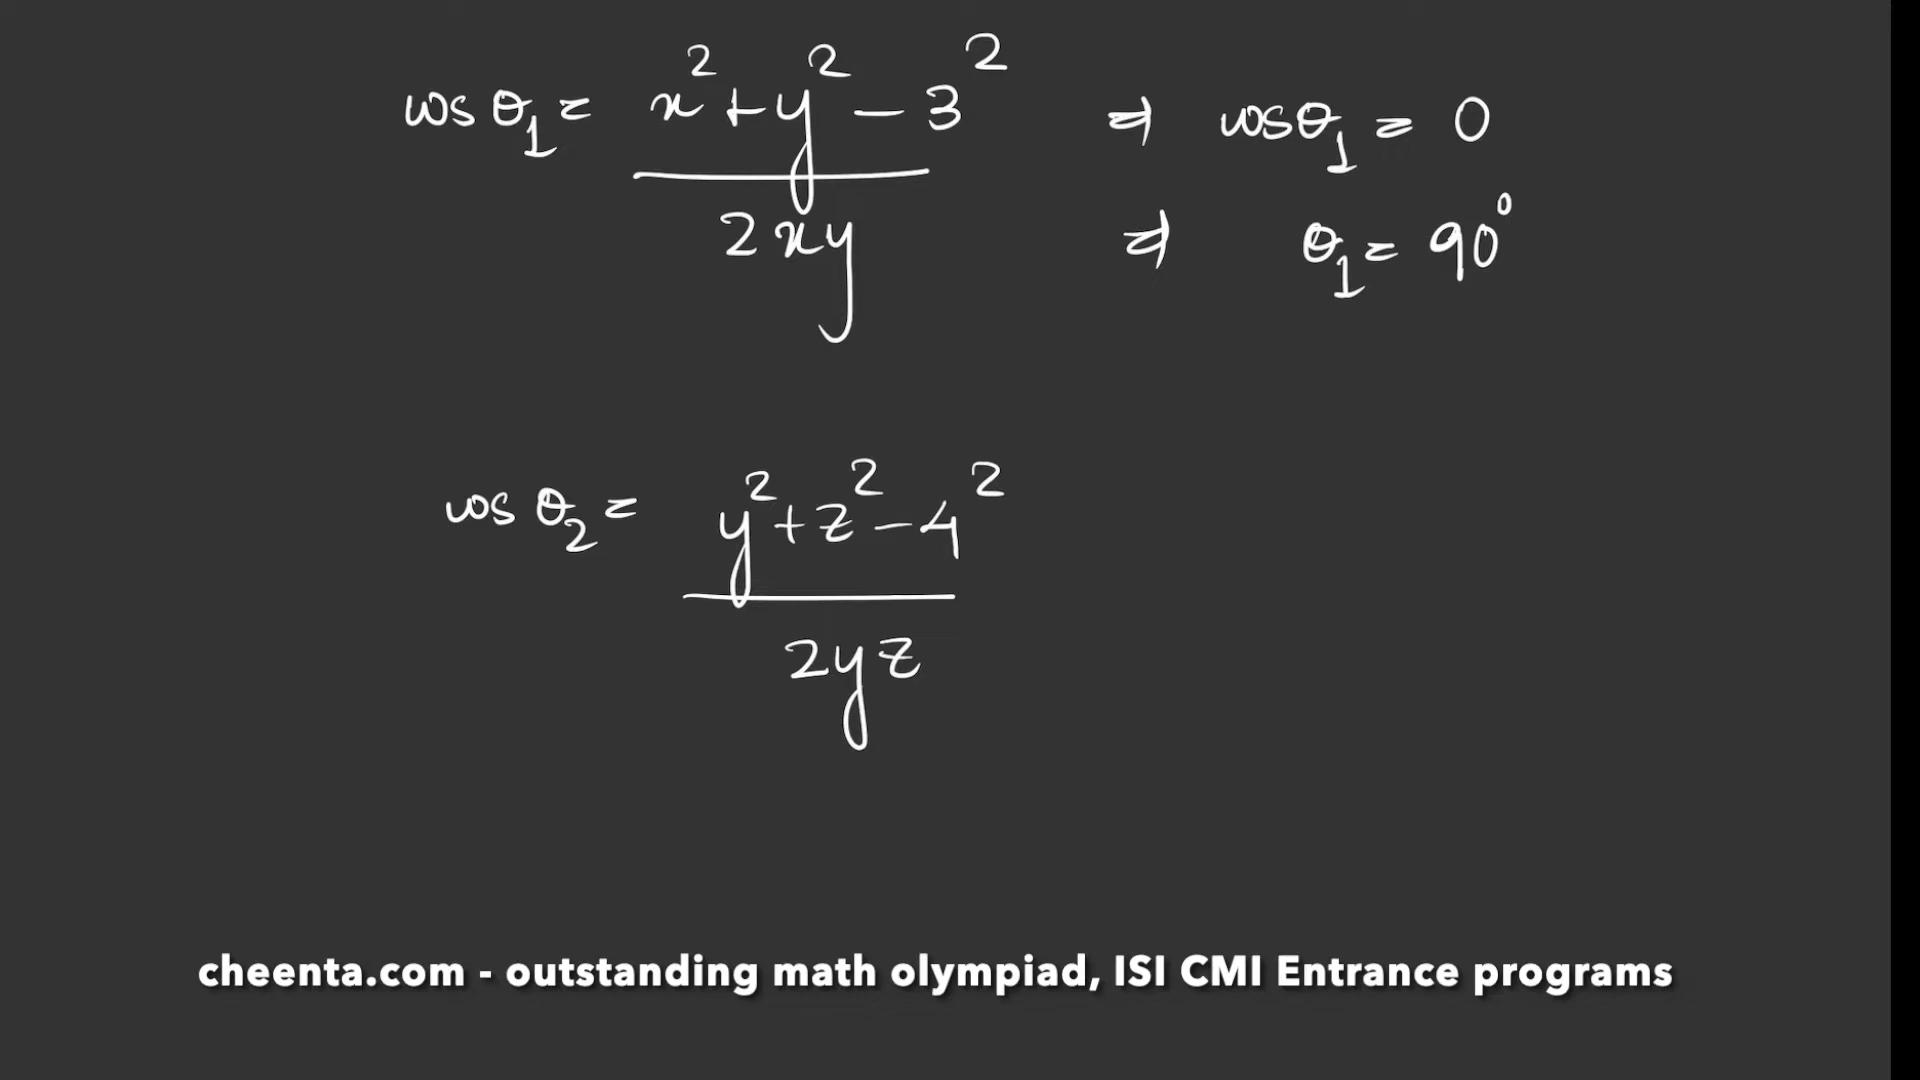 cos θ₁ = (x² + y² - 3²) / 2xy ⇒ cos θ₁ = 0
⇒ θ₁ = 90°
cos θ₂ = (y² + z² - 4²) / 2yz
cheenta.com - outstanding math olympiad, ISI CMI Entrance programs